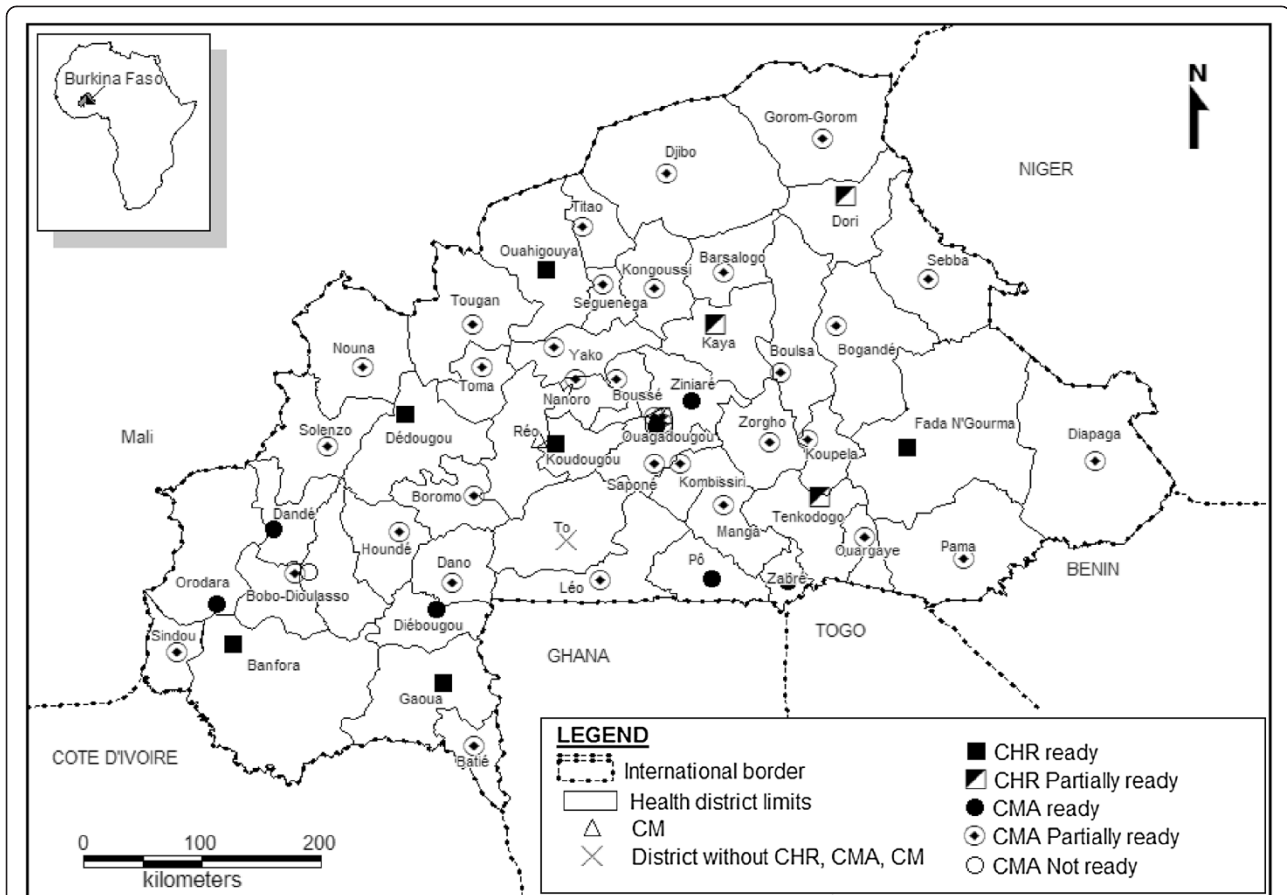 Burkina Faso
N
Gorom-Gorom
Djibo
NIGER
Dori
Titao
Ouahigouya
Barsalogo
Sebba
Kongoussi
Seguenega
Tougan
Kaya
Bogandé
Nouna
Yako
Boulsa
Toma
Nanoro
Boussé
Ziniaré
Mali
Solenzo
Dédougou
Réo
Ouagadougou
Zorgho
Fada N'Gourma
Diapaga
Koudougou
Koupela
Saponé
Kombissiri
Boromo
Manga
Tenkodogo
Dandé
To
Houndé
Ouargaye
Pama
Dano
Pô
Zabré
BENIN
Orodara
Bobo-Dioulasso
Léo
Diébougou
TOGO
Sindou
Banfora
GHANA
Gaoua
COTE D'IVOIRE
Batié
LEGEND
International border
Health district limits
CM
District without CHR, CMA, CM
CHR ready
CHR Partially ready
CMA ready
CMA Partially ready
CMA Not ready
0 100 200
kilometers